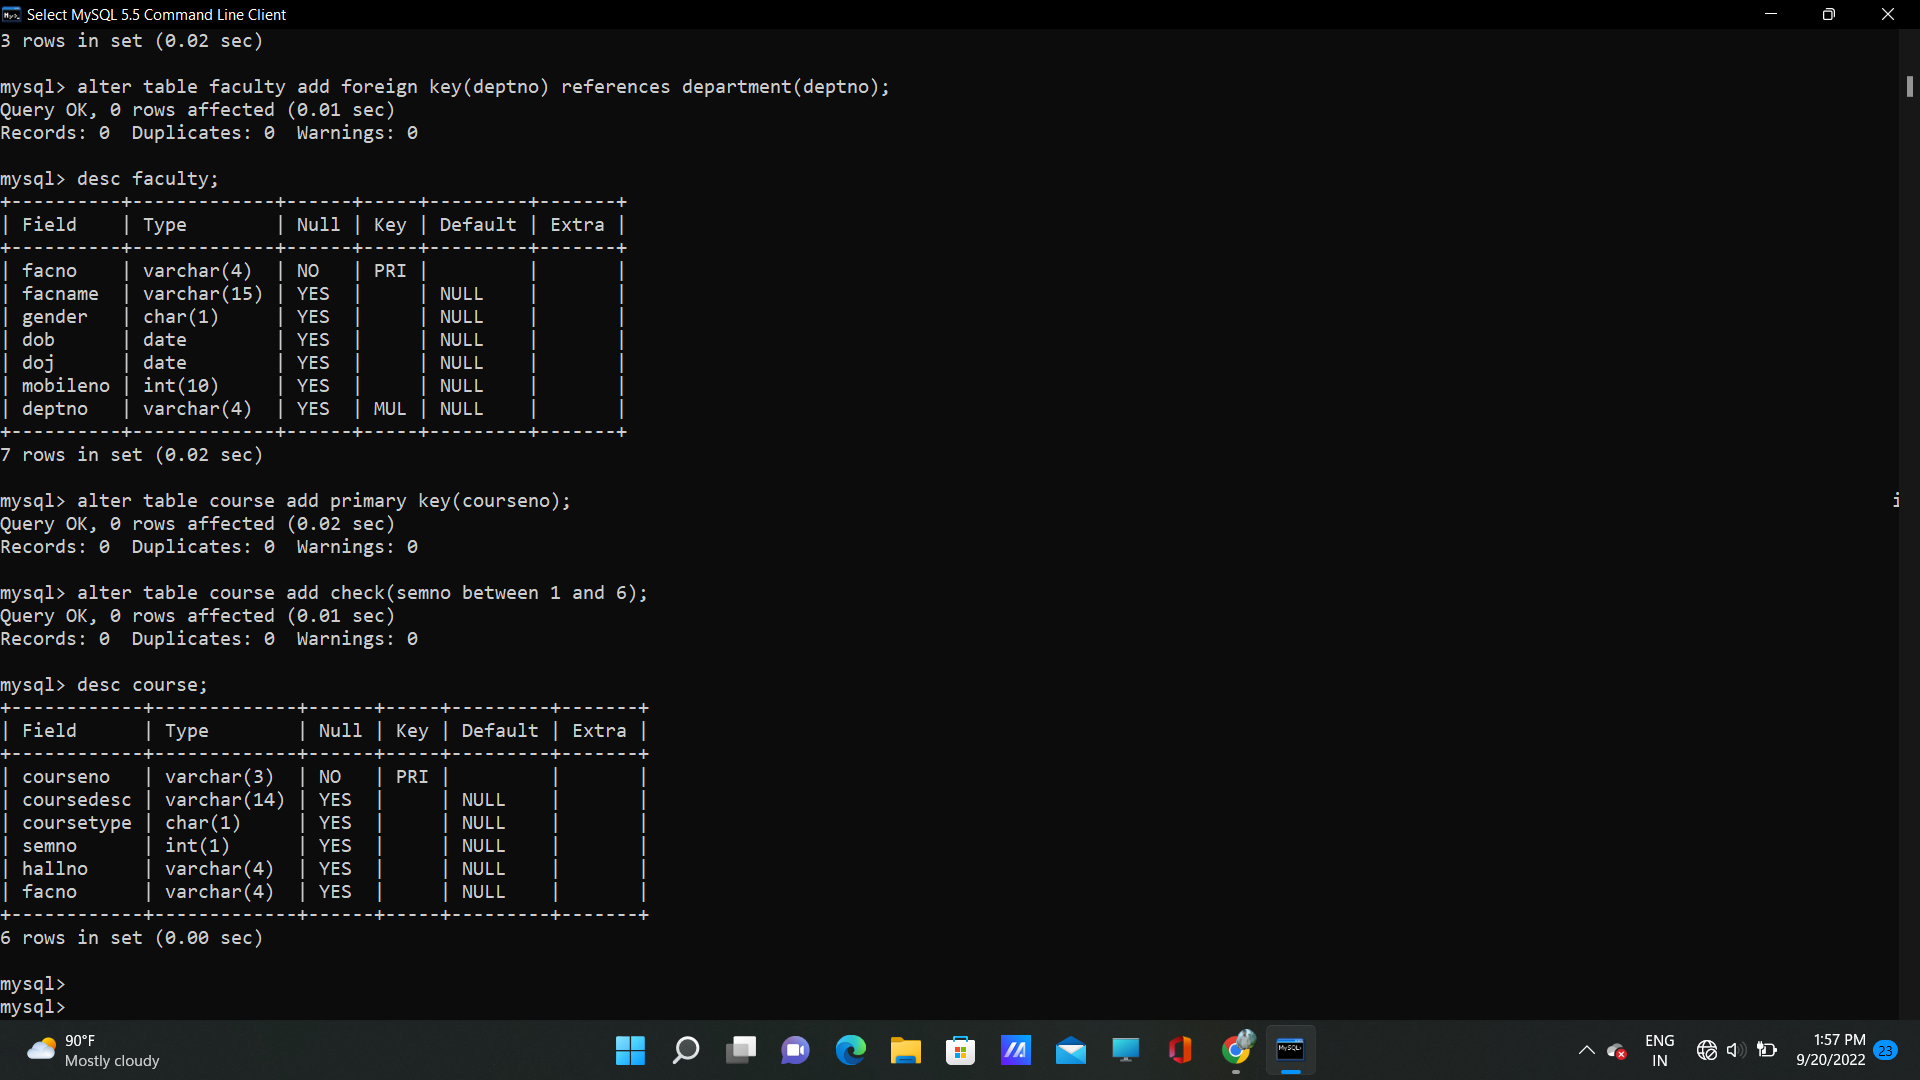 Select MySQL 5.5 Command Line Client
3 rows in set (0.02 sec)

mysql> alter table faculty add foreign key(deptno) references department(deptno);
Query OK, 0 rows affected (0.01 sec)
Records: 0  Duplicates: 0  Warnings: 0

mysql> desc faculty;
+----------+-------------+------+-----+---------+-------+
| Field    | Type        | Null | Key | Default | Extra |
+----------+-------------+------+-----+---------+-------+
| facno    | varchar(4)  | NO   | PRI |         |       |
| facname  | varchar(15) | YES  |     | NULL    |       |
| gender   | char(1)     | YES  |     | NULL    |       |
| dob      | date        | YES  |     | NULL    |       |
| doj      | date        | YES  |     | NULL    |       |
| mobileno | int(10)     | YES  |     | NULL    |       |
| deptno   | varchar(4)  | YES  | MUL | NULL    |       |
+----------+-------------+------+-----+---------+-------+
7 rows in set (0.02 sec)

mysql> alter table course add primary key(courseno); i
Query OK, 0 rows affected (0.02 sec)
Records: 0  Duplicates: 0  Warnings: 0

mysql> alter table course add check(semno between 1 and 6);
Query OK, 0 rows affected (0.01 sec)
Records: 0  Duplicates: 0  Warnings: 0

mysql> desc course;
+------------+-------------+------+-----+---------+-------+
| Field      | Type        | Null | Key | Default | Extra |
+------------+-------------+------+-----+---------+-------+
| courseno   | varchar(3)  | NO   | PRI |         |       |
| coursedesc | varchar(14) | YES  |     | NULL    |       |
| coursetype | char(1)     | YES  |     | NULL    |       |
| semno      | int(1)      | YES  |     | NULL    |       |
| hallno     | varchar(4)  | YES  |     | NULL    |       |
| facno      | varchar(4)  | YES  |     | NULL    |       |
+------------+-------------+------+-----+---------+-------+
6 rows in set (0.00 sec)

mysql>
mysql>
90°F
Mostly cloudy
ENG
IN
1:57 PM
9/20/2022
23